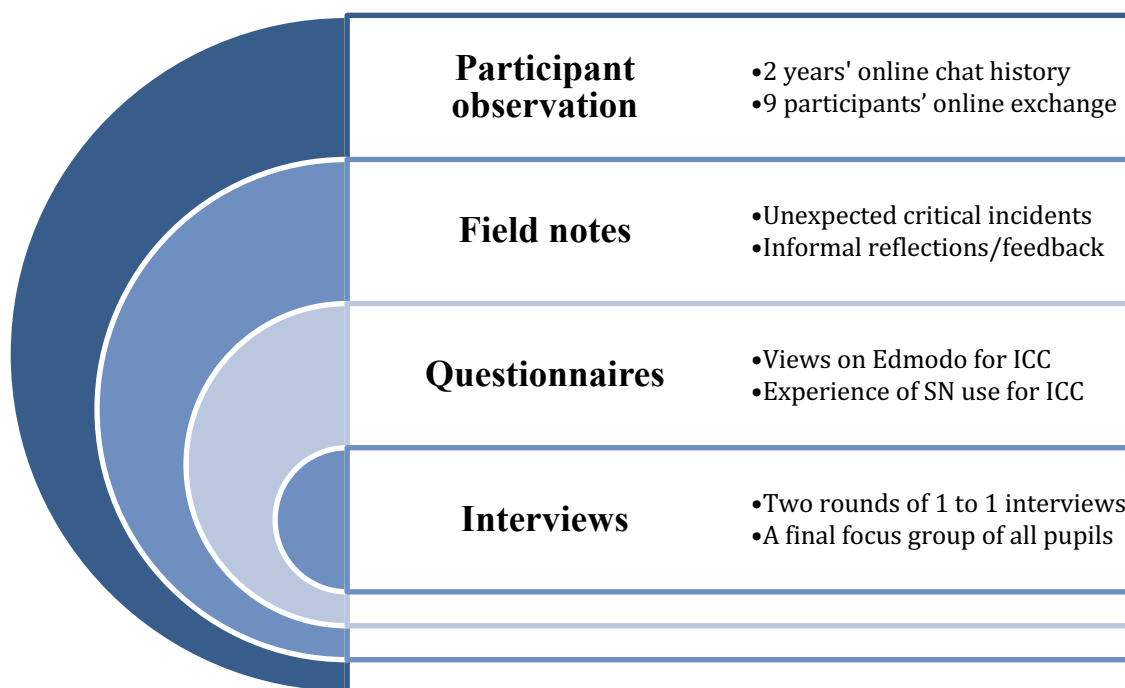 Participant
observation
•2 years' online chat history
•9 participants’ online exchange
Field notes
•Unexpected critical incidents
•Informal reflections/feedback
Questionnaires
•Views on Edmodo for ICC
•Experience of SN use for ICC
Interviews
•Two rounds of 1 to 1 interviews
•A final focus group of all pupils